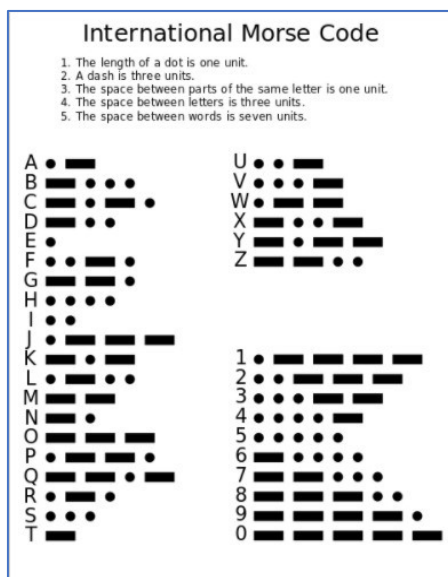 International Morse Code
1. The length of a dot is one unit.
2. A dash is three units.
3. The space between parts of the same letter is one unit.
4. The space between letters is three units.
5. The space between words is seven units.
A
B
C
D
E
F
G
H
I
J
K
L
M
N
O
P
Q
R
S
T
U
V
W
X
Y
Z
1
2
3
4
5
6
7
8
9
0